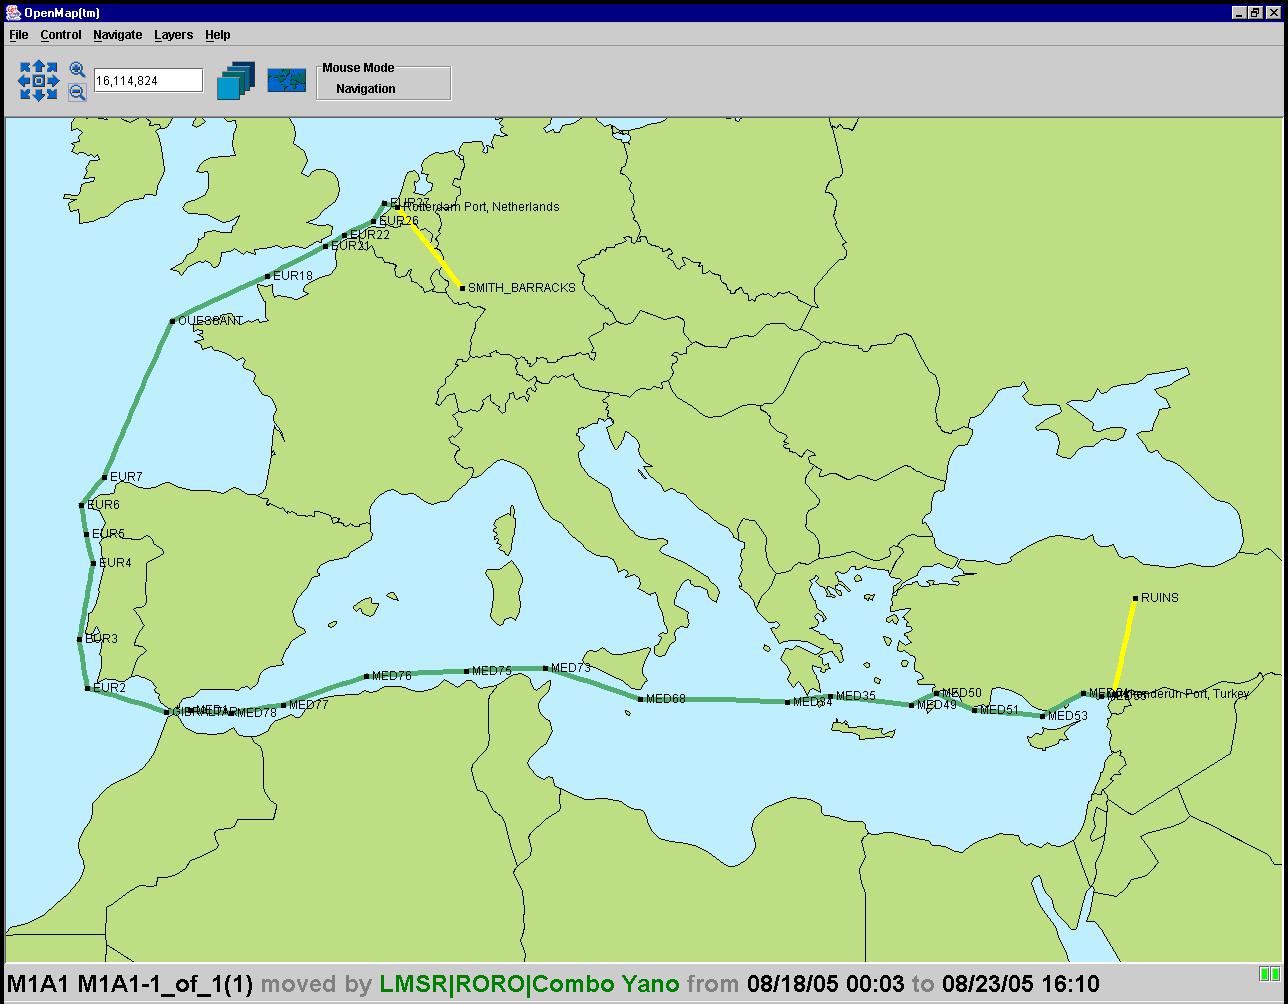 OpenMap(tm)
File Control Navigate Layers Help
16,114,824
Mouse Mode
Navigation
EUR27
Rotterdam Port, Netherlands
EUR26
EUR22
EUR21
EUR18
SMITH_BARRACKS
OUESSANT
EUR7
EUR6
EUR5
EUR4
RUINS
EUR3
EUR2
MED76
MED75
MED73
MED68
MED34
MED35
MED50
MED49
MED51
MED53
Iskenderun Port, Turkey
GIBRALTAR
MED78
MED77
M1A1 M1A1-1_of_1(1) moved by LMSR|RORO|Combo Yano from 08/18/05 00:03 to 08/23/05 16:10